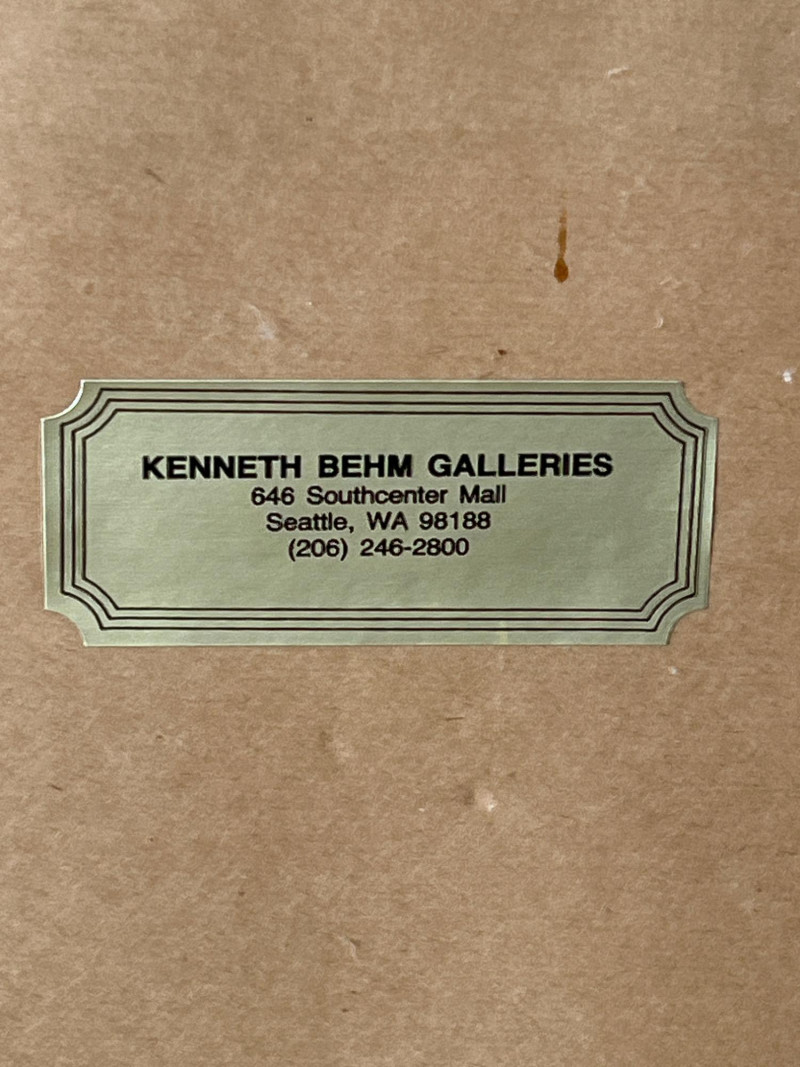 KENNETH BEHM GALLERIES
646 Southcenter Mall
Seattle, WA 98188
(206) 246-2800